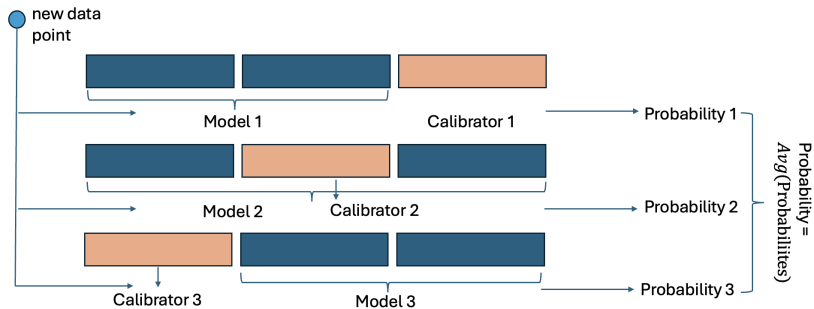 new data
point
Model 1
Calibrator 1
Probability 1
Model 2
Calibrator 2
Probability 2
Calibrator 3
Model 3
Probability 3
Probability =
Avg(Probabiliites)